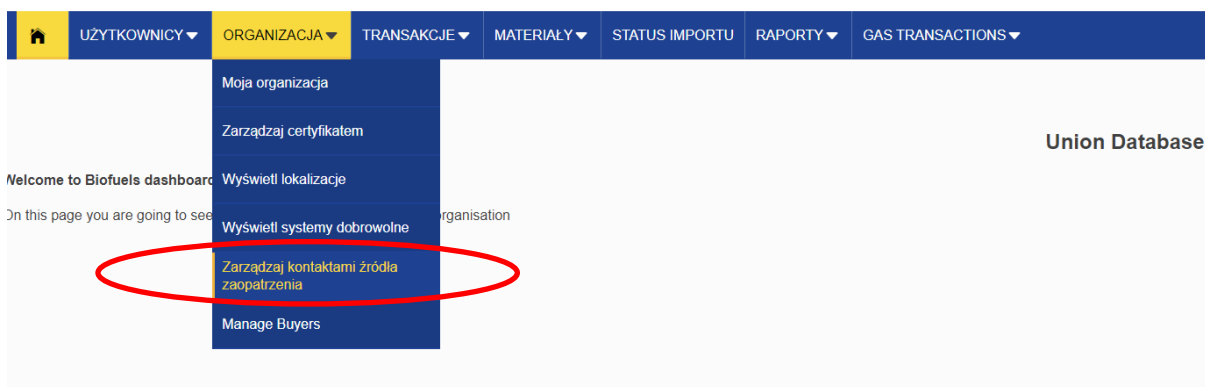 UŻYTKOWNICY ORGANIZACJA TRANSAKCJE MATERIAŁY STATUS IMPORTU RAPORTY GAS TRANSACTIONS
Moja organizacja
Zarządzaj certyfikatem
Union Database
Welcome to Biofuels dashboard
Wyświetl lokalizacje
On this page you are going to see
Wyświetl systemy dobrowolne
organisation
Zarządzaj kontaktami źródła
zaopatrzenia
Manage Buyers